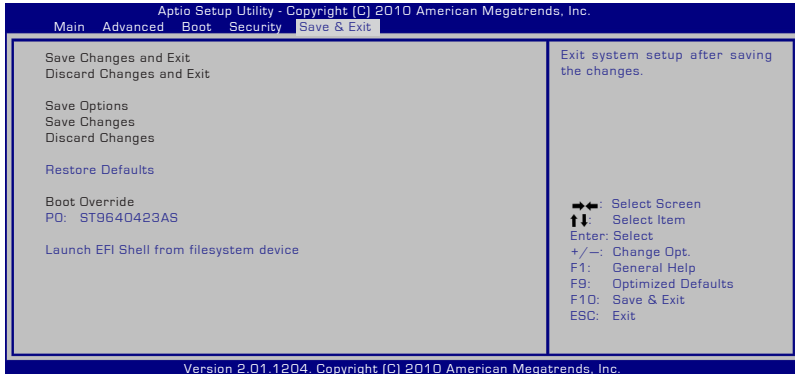 Aptio Setup Utility - Copyright (C) 2010 American Megatrends, Inc.
Main Advanced Boot Security Save & Exit
Save Changes and Exit
Discard Changes and Exit
Save Options
Save Changes
Discard Changes
Restore Defaults
Boot Override
P0: ST9640423AS
Launch EFI Shell from filesystem device
Exit system setup after saving
the changes.
→←: Select Screen
↑↓: Select Item
Enter: Select
+/—: Change Opt.
F1: General Help
F9: Optimized Defaults
F10: Save & Exit
ESC: Exit
Version 2.01.1204. Copyright (C) 2010 American Megatrends, Inc.